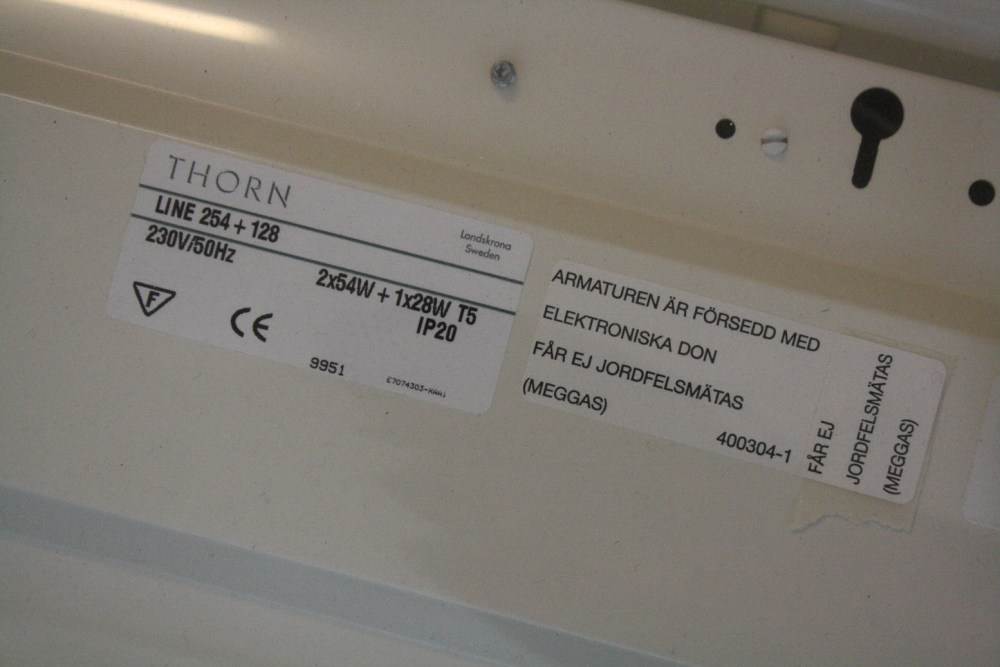 THORN
Landskrona
Sweden
LINE 254 + 128
230V/50Hz
2x54W + 1x28W T5
IP20
F
CE
9951
ARMATUREN ÄR FÖRSEDD MED
ELEKTRONISKA DON
FÅR EJ JORDFELSMÄTAS
(MEGGAS)
400304-1
FÅR EJ
JORDFELSMÄTAS
(MEGGAS)